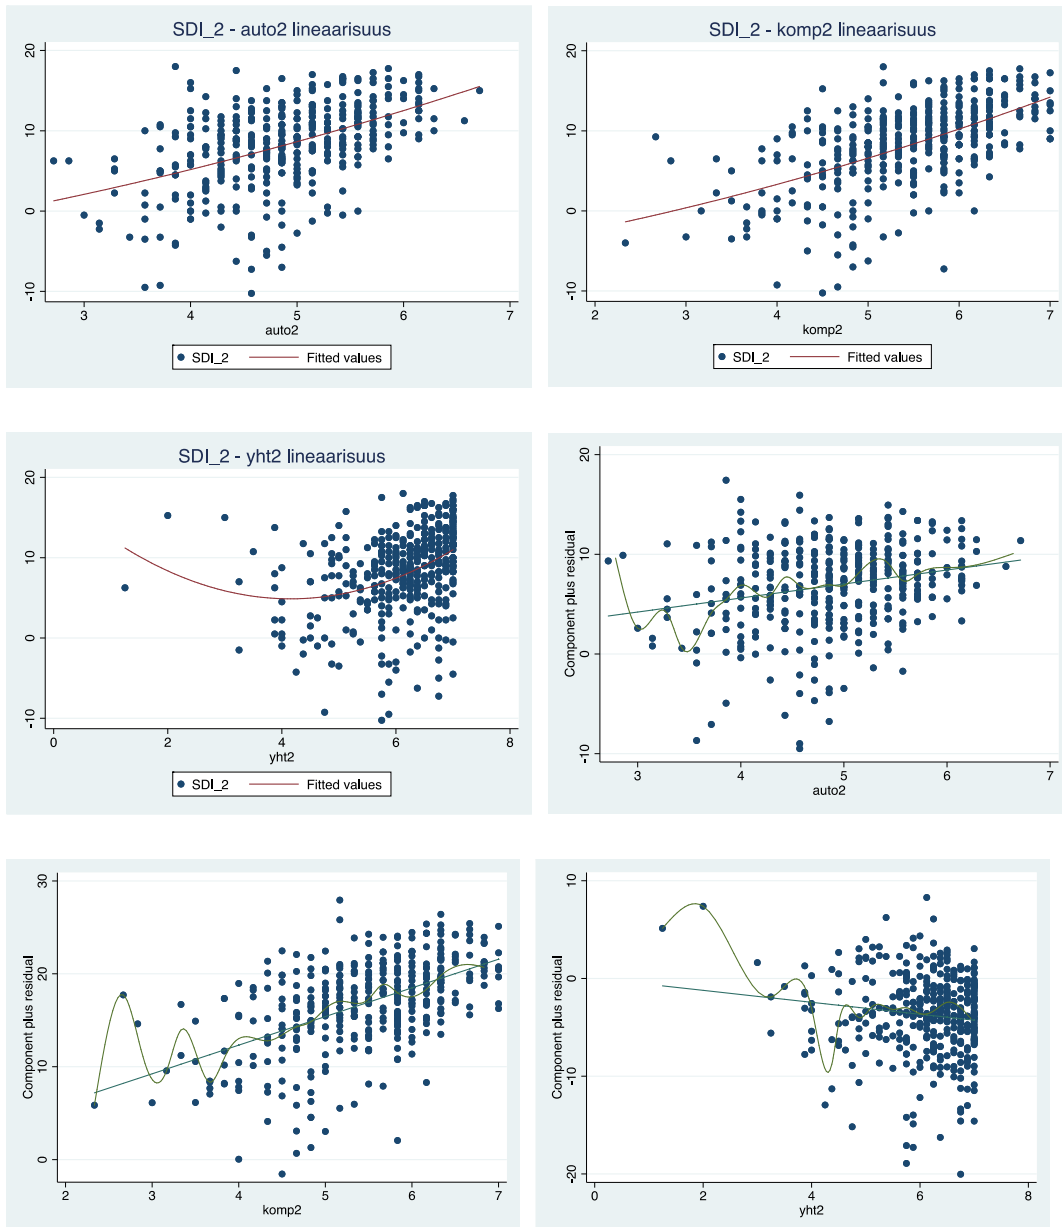 SDI_2 - auto2 lineaarisuus
20
10
0
-10
3 4 5 6 7
auto2
SDI_2 Fitted values
SDI_2 - komp2 lineaarisuus
20
10
0
-10
2 3 4 5 6 7
komp2
SDI_2 Fitted values
SDI_2 - yht2 lineaarisuus
20
10
0
-10
0 2 4 6 8
yht2
SDI_2 Fitted values
Component plus residual
20
10
0
-10
3 4 5 6 7
auto2
Component plus residual
30
20
10
0
2 3 4 5 6 7
komp2
Component plus residual
10
0
-10
-20
0 2 4 6 8
yht2